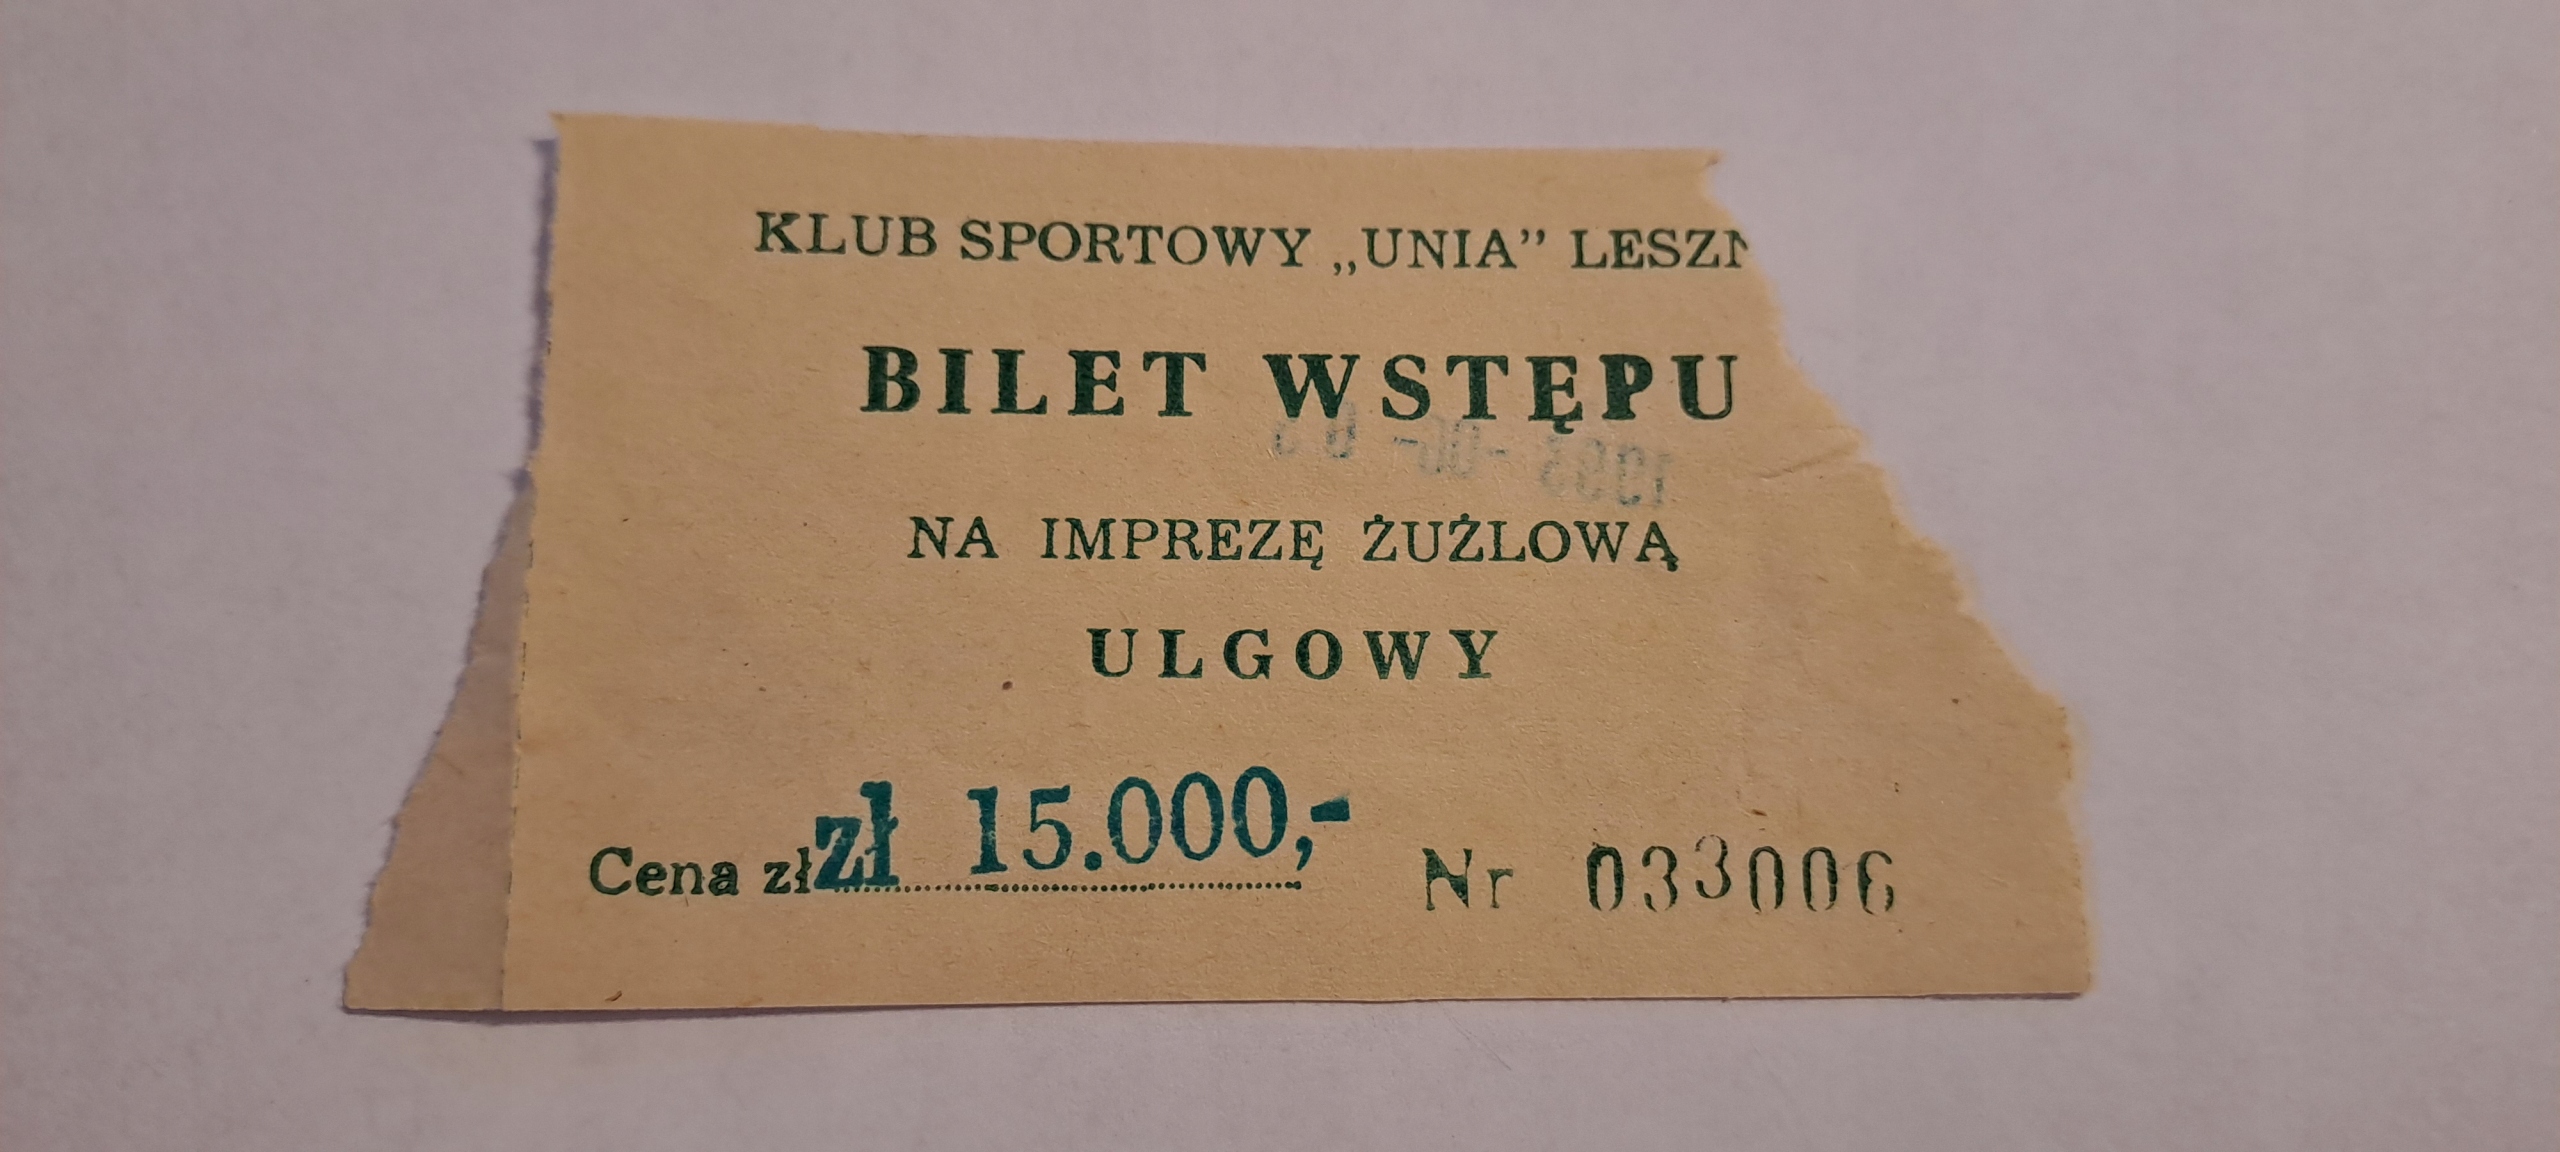 KLUB SPORTOWY „UNIA” LESZN
BILET WSTĘPU
NA IMPREZĘ ŻUŻLOWĄ
ULGOWY
Cena zł zł 15.000,-
Nr 033006